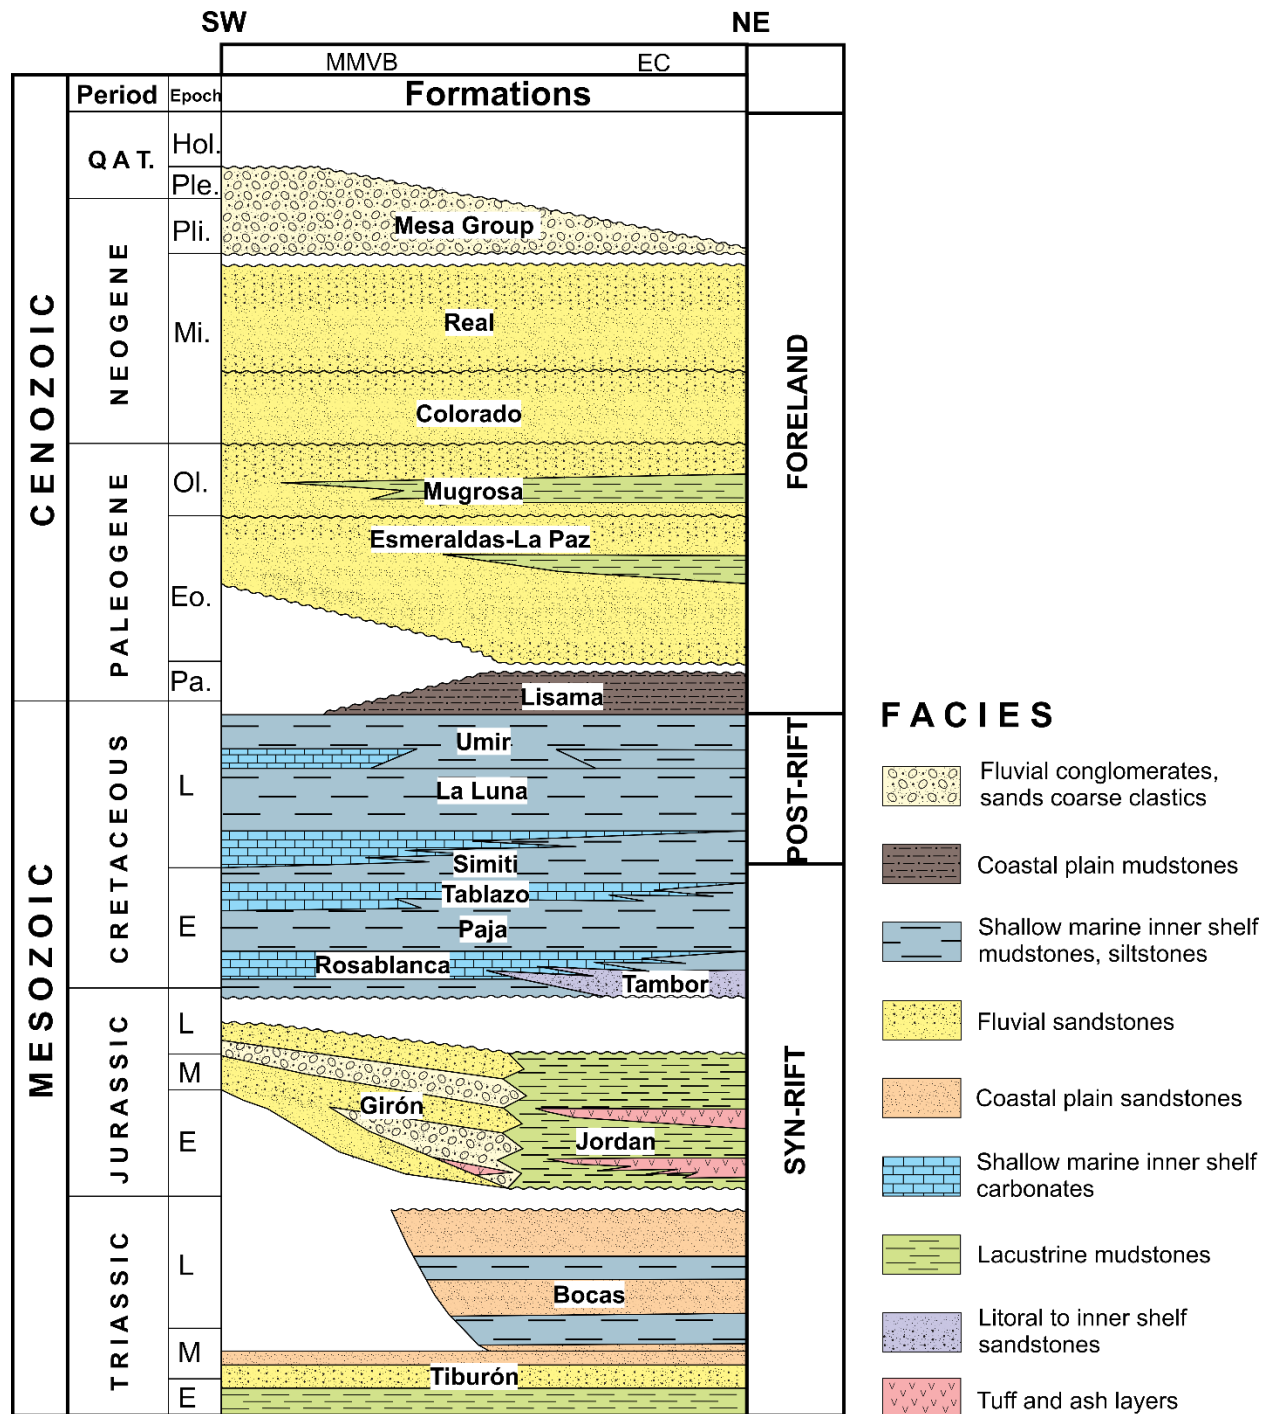 SW NE
MMVB EC
Period Epoch Formations
CENOZOIC
MESOZOIC
QAT.
NEOGENE
PALEOGENE
CRETACEOUS
JURASSIC
TRIASSIC
Hol.
Ple.
Pli.
Mi.
Ol.
Eo.
Pa.
L
E
L
M
E
L
M
E
Mesa Group
Real
Colorado
Mugrosa
Esmeraldas-La Paz
Lisama
Umir
La Luna
Simiti
Tablazo
Paja
Rosablanca
Tambor
Girón
Jordan
Bocas
Tiburón
FORELAND
POST-RIFT
SYN-RIFT
FACIES
Fluvial conglomerates,
sands coarse clastics
Coastal plain mudstones
Shallow marine inner shelf
mudstones, siltstones
Fluvial sandstones
Coastal plain sandstones
Shallow marine inner shelf
carbonates
Lacustrine mudstones
Litoral to inner shelf
sandstones
Tuff and ash layers